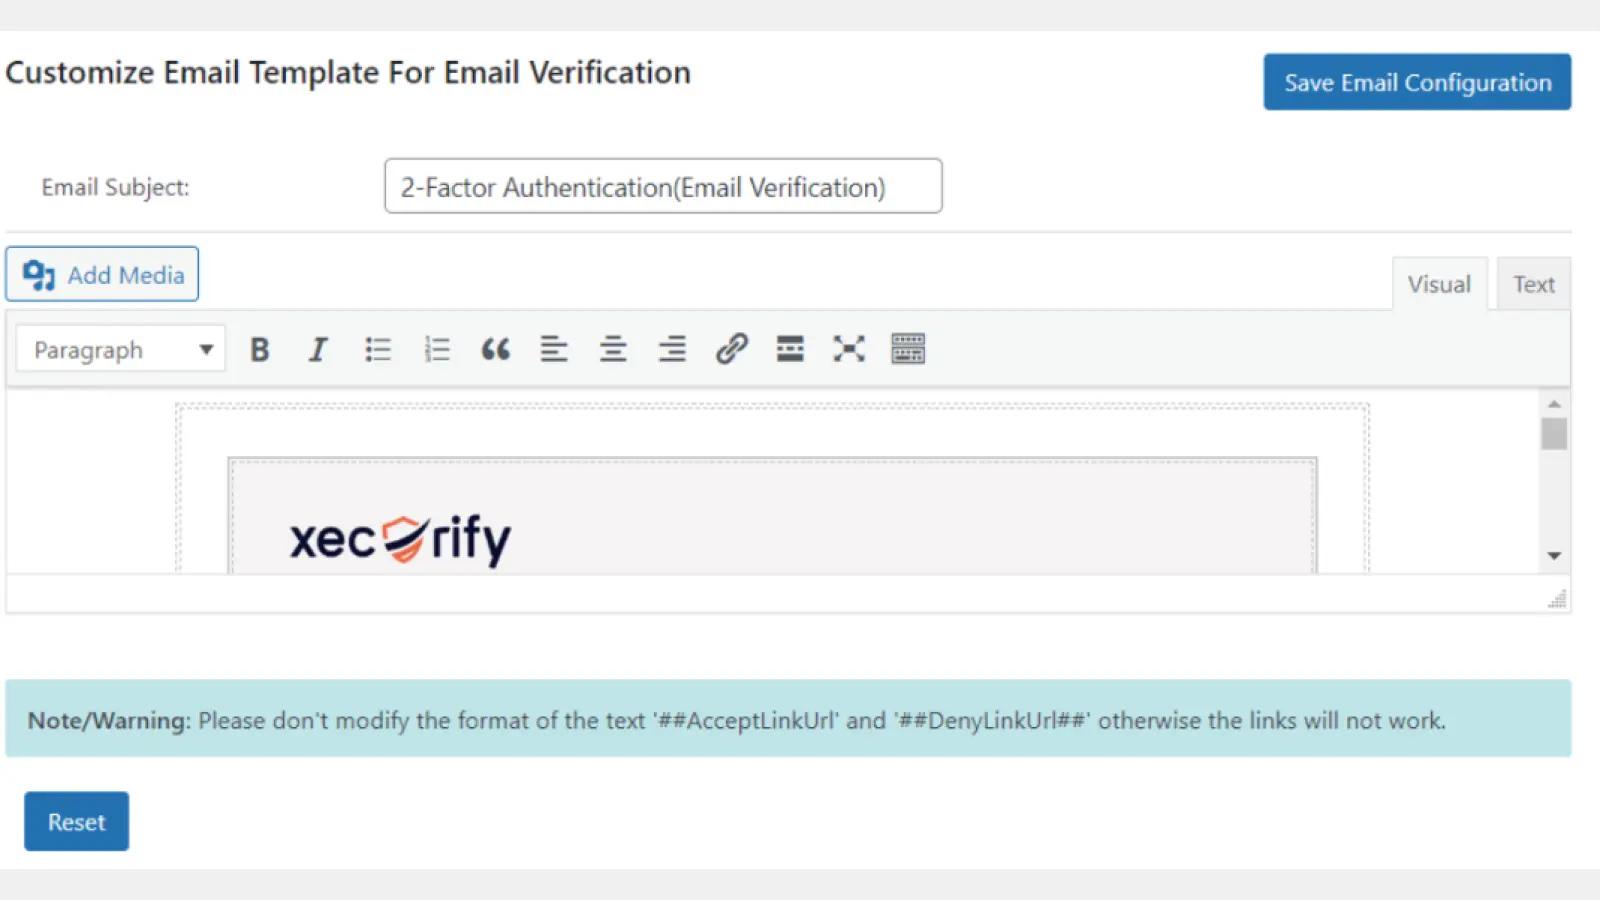 Customize Email Template For Email Verification
Save Email Configuration
Email Subject:
2-Factor Authentication(Email Verification)
Add Media
Visual
Text
Paragraph
B
I
xecurify
Note/Warning: Please don't modify the format of the text '##AcceptLinkUrl' and '##DenyLinkUrl##' otherwise the links will not work.
Reset